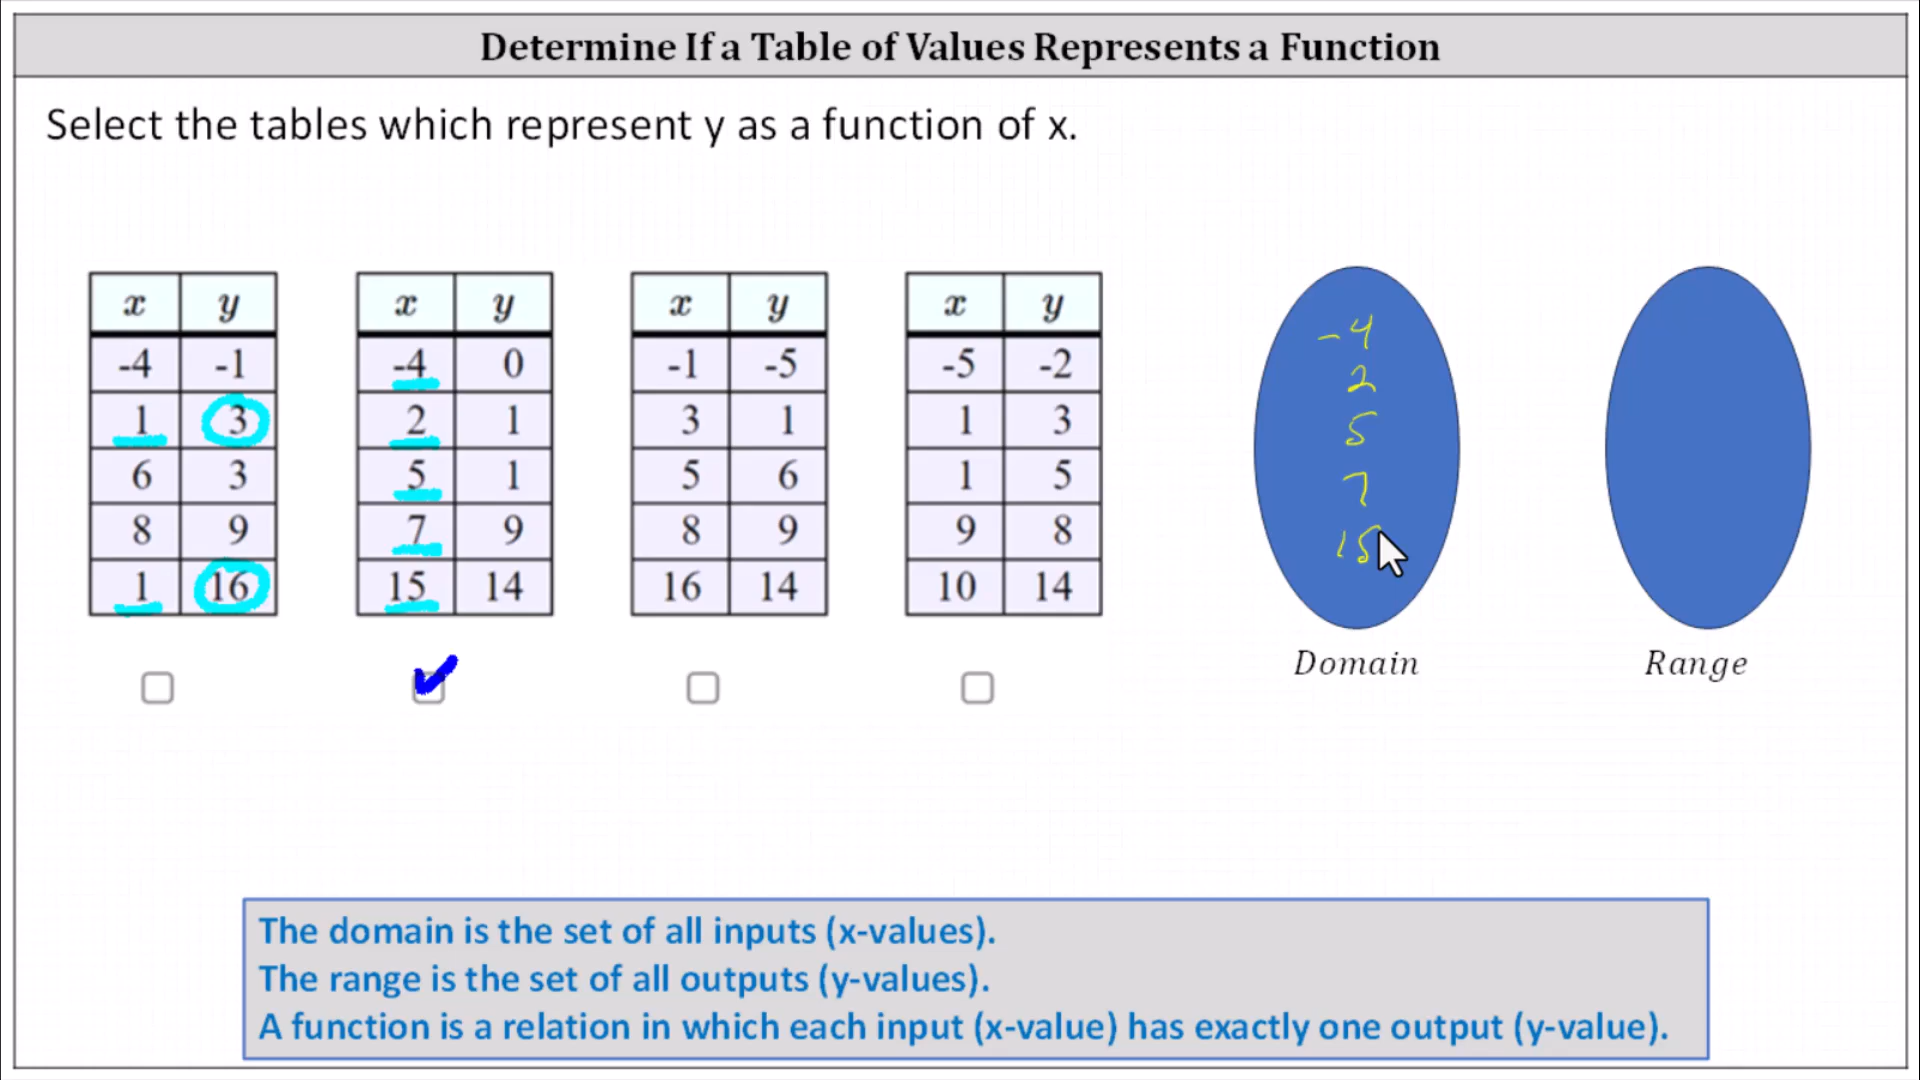 Determine If a Table of Values Represents a Function
Select the tables which represent y as a function of x.
x y
-4 -1
1 3
6 3
8 9
1 16
x y
-4 0
2 1
5 1
7 9
15 14
x y
-1 -5
3 1
5 6
8 9
16 14
x y
-5 -2
1 3
1 5
9 8
10 14
-4
2
5
7
15
Domain
Range
The domain is the set of all inputs (x-values).
The range is the set of all outputs (y-values).
A function is a relation in which each input (x-value) has exactly one output (y-value).